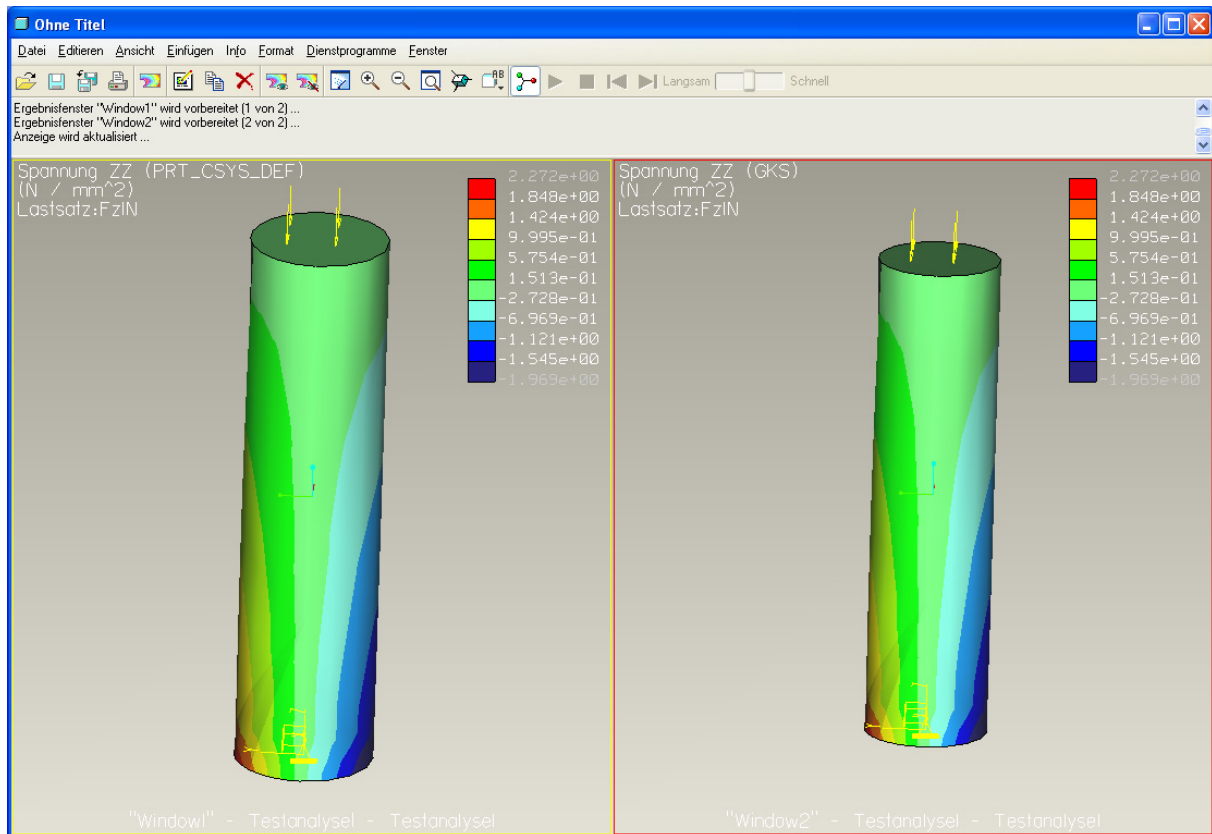 Ohne Titel
Datei Editieren Ansicht Einfügen Info Format Dienstprogramme Fenster
Langsam Schnell
Ergebnisfenster "Window1" wird vorbereitet (1 von 2) ...
Ergebnisfenster "Window2" wird vorbereitet (2 von 2) ...
Anzeige wird aktualisiert ...
Spannung ZZ (PRT_CSYS_DEF)
(N / mm^2)
Lastsatz:Fz1N
2.272e+00
1.848e+00
1.424e+00
9.995e-01
5.754e-01
1.513e-01
-2.728e-01
-6.969e-01
-1.121e+00
-1.545e+00
-1.969e+00
"Window1" - Testanalyse1 - Testanalyse1
Spannung ZZ (GKS)
(N / mm^2)
Lastsatz:Fz1N
2.272e+00
1.848e+00
1.424e+00
9.995e-01
5.754e-01
1.513e-01
-2.728e-01
-6.969e-01
-1.121e+00
-1.545e+00
-1.969e+00
"Window2" - Testanalyse1 - Testanalyse1